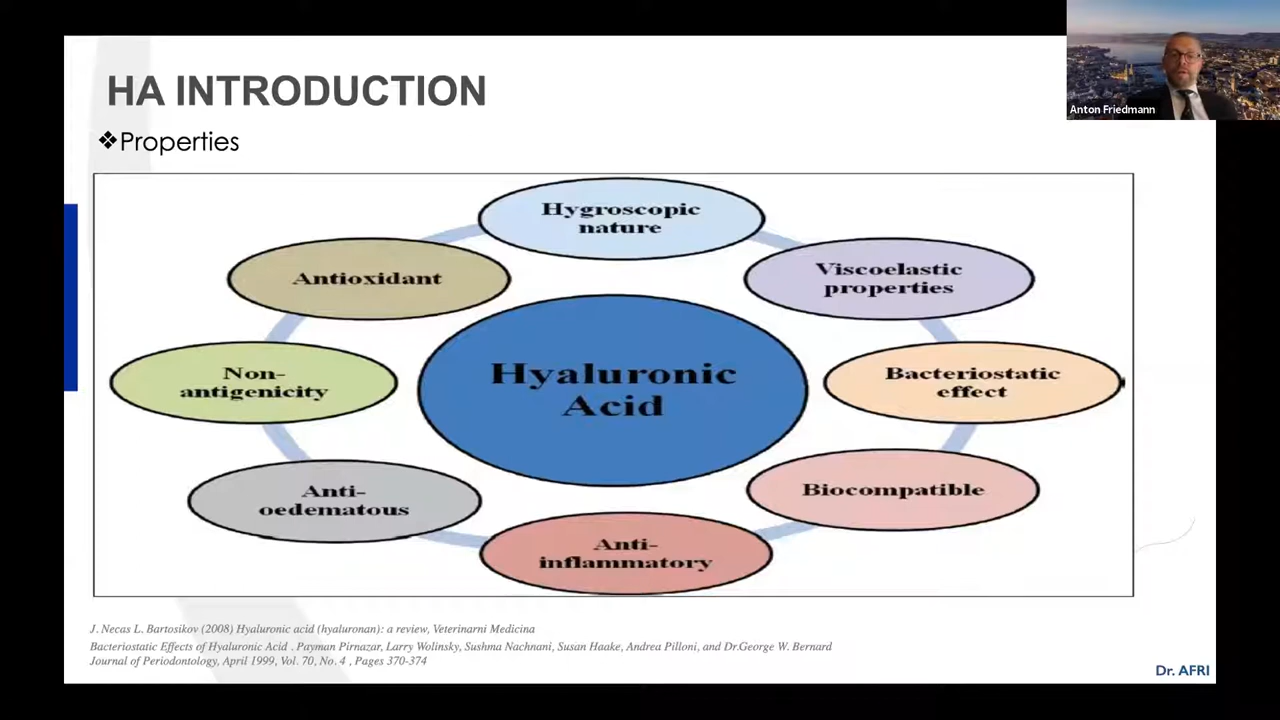 HA INTRODUCTION
Anton Friedmann
❖Properties
Hygroscopic
nature
Antioxidant
Viscoelastic
properties
Non-
antigenicity
Hyaluronic
Acid
Bacteriostatic
effect
Anti-
oedematous
Biocompatible
Anti-
inflammatory
J. Necas L. Bartosikov (2008) Hyaluronic acid (hyaluronan): a review, Veterinarni Medicina
Bacteriostatic Effects of Hyaluronic Acid . Payman Pirnazar, Larry Wolinsky, Sushma Nachnani, Susan Haake, Andrea Pilloni, and Dr.George W. Bernard
Journal of Periodontology, April 1999, Vol. 70, No. 4 , Pages 370-374
Dr. AFRI